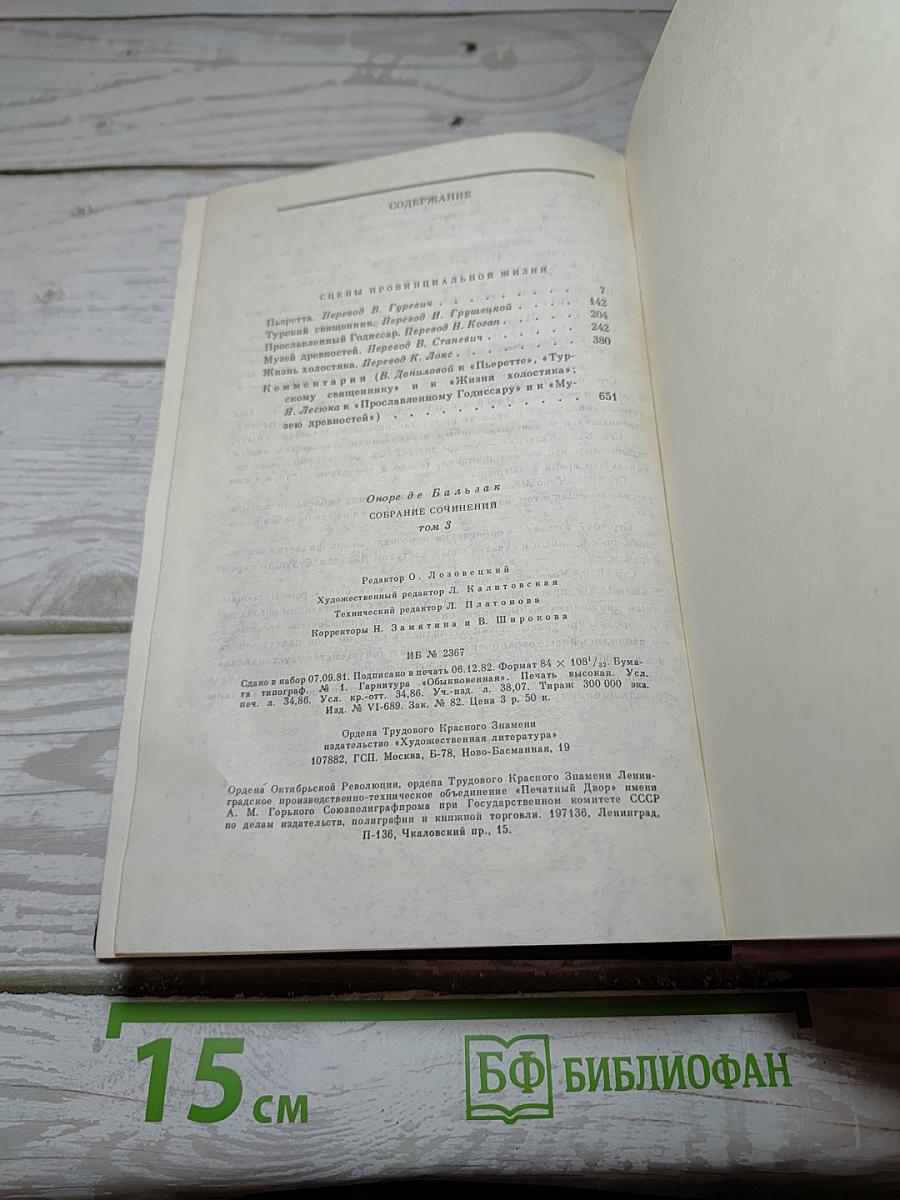 СОДЕРЖАНИЕ
СЦЕНЫ ПРОВИНЦИАЛЬНОЙ ЖИЗНИ
Пьеретта. Перевод В. Гуревич . . . . . . . . 7
Турский священник. Перевод И. Грушецкой . . . . 142
Прославленный Годиссар. Перевод Н. Коган . . . . . 204
Музей древностей. Перевод В. Станевич . . . . . . 242
Жизнь холостяка. Перевод К. Локс . . . . . . . . 380
Комментарии (В. Даниловой к «Пьеретте», «Тур-
скому священнику» и к «Жизни холостяка»;
Я. Лесюка к «Прославленному Годиссару» и к «Му-
зею древностей») . . . . . . . . . . . 651
Оноре де Бальзак
СОБРАНИЕ СОЧИНЕНИЙ
том 3
Редактор О. Лозовецкий
Художественный редактор Л. Калитовская
Технический редактор Л. Платонова
Корректоры Н. Замятина и В. Широкова
ИБ № 2367
Сдано в набор 07.09.81. Подписано в печать 06.12.82. Формат 84 × 108¹/₃₂. Бума-
га типограф. № 1. Гарнитура «Обыкновенная». Печать высокая. Усл.
печ. л. 34,86. Усл. кр.-отт. 34,86. Уч.-изд. л. 38,07. Тираж 300 000 экз.
Изд. № VI-689. Зак. № 82. Цена 3 р. 50 к.
Ордена Трудового Красного Знамени
издательство «Художественная литература»
107882, ГСП. Москва, Б-78, Ново-Басманная, 19
Ордена Октябрьской Революции, ордена Трудового Красного Знамени Ленин-
градское производственно-техническое объединение «Печатный Двор» имени
А. М. Горького Союзполиграфпрома при Государственном комитете СССР
по делам издательств, полиграфии и книжной торговли. 197136, Ленинград,
П-136, Чкаловский пр., 15.
15 см
БФ БИБЛИОФАН